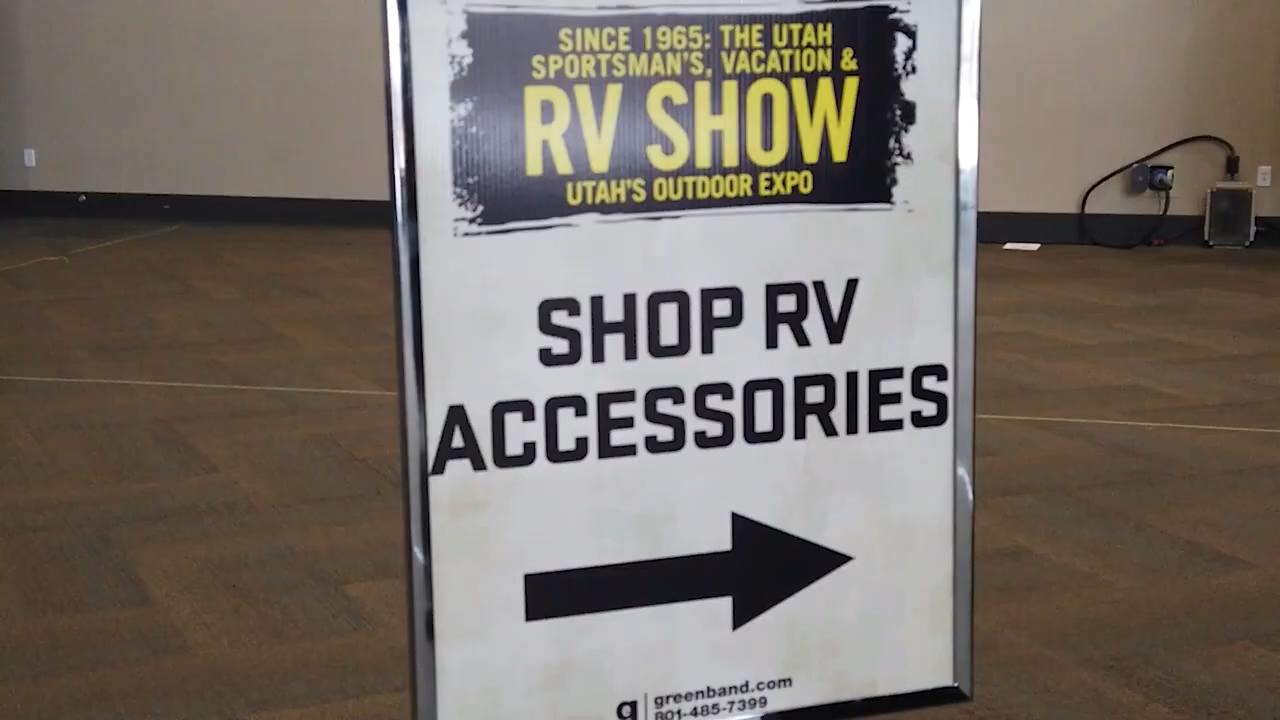 SINCE 1965: THE UTAH
SPORTSMAN'S, VACATION &
RV SHOW
UTAH'S OUTDOOR EXPO
SHOP RV
ACCESSORIES
g
greenband.com
801-485-7399